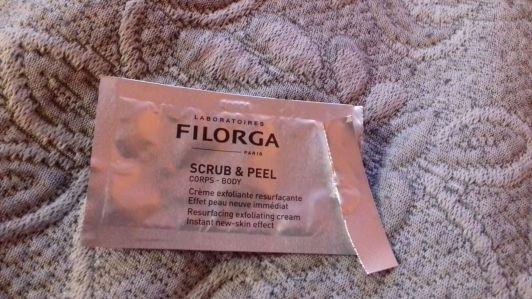 LABORATOIRES
FILORGA
PARIS
SCRUB & PEEL
CORPS - BODY
Crème exfoliante resurfaçante
Effet peau neuve immédiat
Resurfacing exfoliating cream
Instant new-skin effect